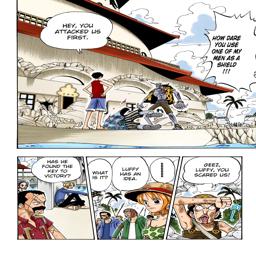 HEY, YOU
ATTACKED US
FIRST.
HOW DARE
YOU USE
ONE OF MY
MEN AS A
SHIELD
!!!
HAS HE
FOUND THE
KEY TO
VICTORY?
WHAT
IS IT?
LUFFY
HAS AN
IDEA.
GEEZ,
LUFFY, YOU
SCARED US!